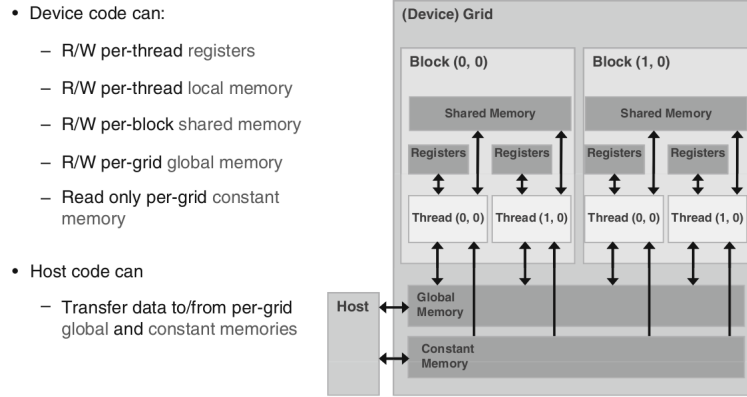 • Device code can:
– R/W per-thread registers
– R/W per-thread local memory
– R/W per-block shared memory
– R/W per-grid global memory
– Read only per-grid constant
memory
• Host code can
– Transfer data to/from per-grid
global and constant memories
(Device) Grid
Block (0, 0)
Block (1, 0)
Shared Memory
Shared Memory
Registers
Registers
Registers
Registers
Thread (0, 0)
Thread (1, 0)
Thread (0, 0)
Thread (1, 0)
Host
Global
Memory
Constant
Memory